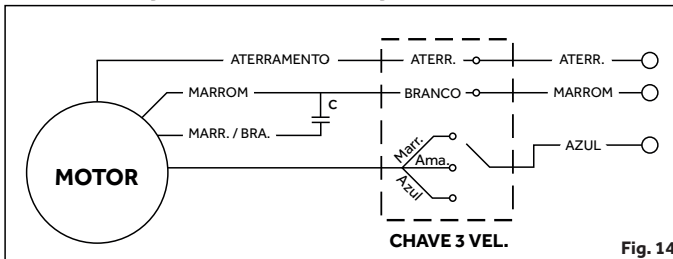 ATERRAMENTO ATERR. ATERR.
MARROM BRANCO MARROM
C
MARR. / BRA.
Marr.
Ama.
Azul
AZUL
MOTOR
CHAVE 3 VEL.
Fig. 14